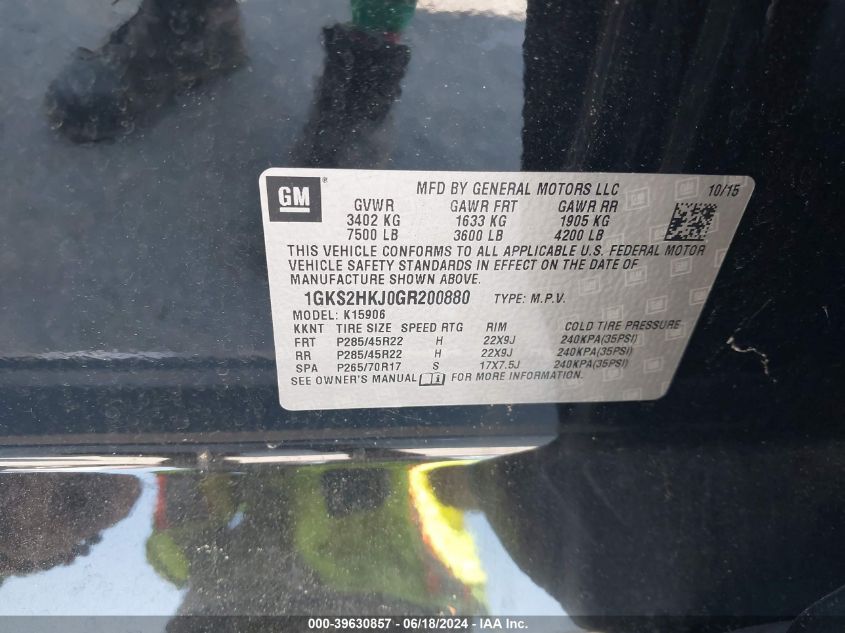 GM® MFD BY GENERAL MOTORS LLC 10/15
GVWR GAWR FRT GAWR RR
3402 KG 1633 KG 1905 KG
7500 LB 3600 LB 4200 LB
THIS VEHICLE CONFORMS TO ALL APPLICABLE U.S. FEDERAL MOTOR
VEHICLE SAFETY STANDARDS IN EFFECT ON THE DATE OF
MANUFACTURE SHOWN ABOVE.
1GKS2HKJ0GR200880 TYPE: M.P.V.
MODEL: K15906
KKNT TIRE SIZE SPEED RTG RIM COLD TIRE PRESSURE
FRT P285/45R22 H 22X9J 240KPA(35PSI)
RR P285/45R22 H 22X9J 240KPA(35PSI)
SPA P265/70R17 S 17X7.5J 240KPA(35PSI)
SEE OWNER'S MANUAL FOR MORE INFORMATION.
000-39630857 / 06/18/2024 - IAA Inc.